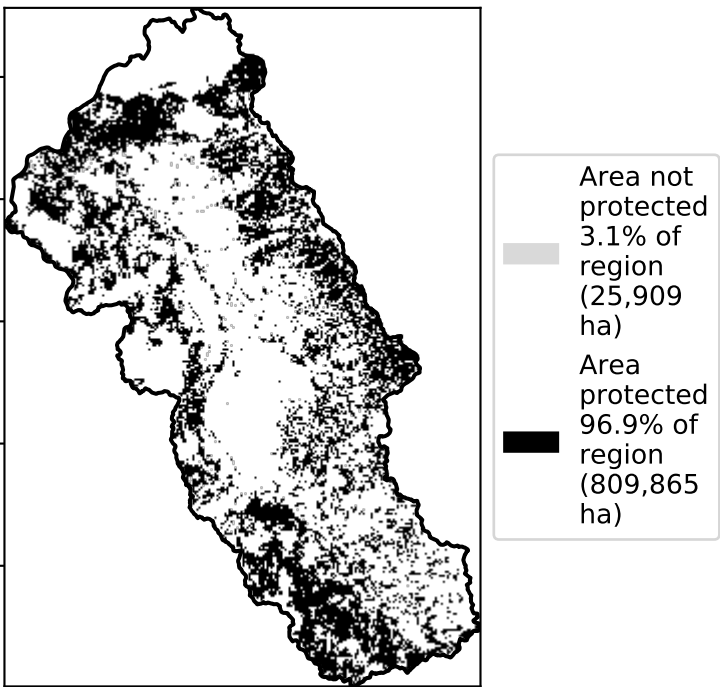 Area not
protected
3.1% of
region
(25,909
ha)
Area
protected
96.9% of
region
(809,865
ha)